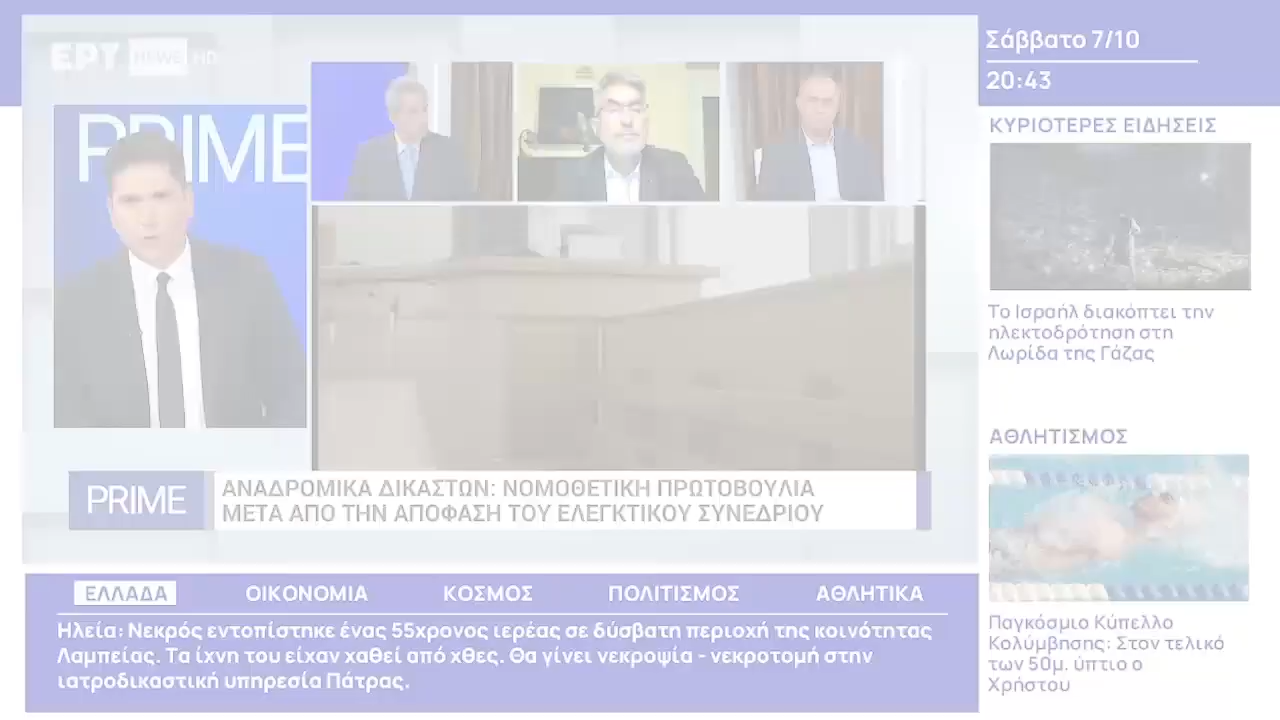 ΕΡΤ NEWS HD
Σάββατο 7/10
20:43
PRIME
ΚΥΡΙΟΤΕΡΕΣ ΕΙΔΗΣΕΙΣ
Το Ισραήλ διακόπτει την
ηλεκτοδρότηση στη
Λωρίδα της Γάζας
ΑΘΛΗΤΙΣΜΟΣ
Παγκόσμιο Κύπελλο
Κολύμβησης: Στον τελικό
των 50μ. ύπτιο ο
Χρήστου
PRIME
ΑΝΑΔΡΟΜΙΚΑ ΔΙΚΑΣΤΩΝ: ΝΟΜΟΘΕΤΙΚΗ ΠΡΩΤΟΒΟΥΛΙΑ
ΜΕΤΑ ΑΠΟ ΤΗΝ ΑΠΟΦΑΣΗ ΤΟΥ ΕΛΕΓΚΤΙΚΟΥ ΣΥΝΕΔΡΙΟΥ
ΕΛΛΑΔΑ ΟΙΚΟΝΟΜΙΑ ΚΟΣΜΟΣ ΠΟΛΙΤΙΣΜΟΣ ΑΘΛΗΤΙΚΑ
Ηλεία: Νεκρός εντοπίστηκε ένας 55χρονος ιερέας σε δύσβατη περιοχή της κοινότητας
Λαμπείας. Τα ίχνη του είχαν χαθεί από χθες. Θα γίνει νεκροψία - νεκροτομή στην
ιατροδικαστική υπηρεσία Πάτρας.